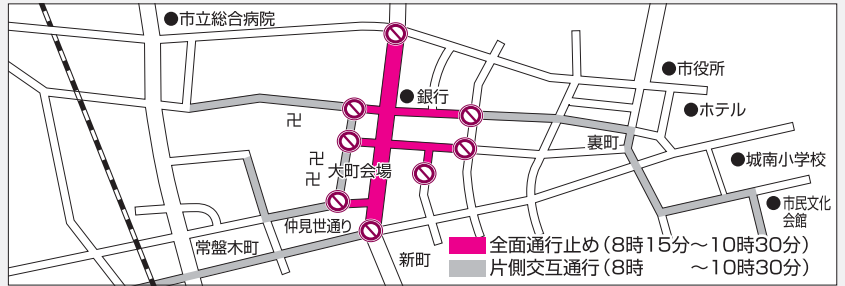 ●市立総合病院
●銀行
●市役所
●ホテル
卍
裏町
卍
卍
大町会場
●城南小学校
●市民文化
会館
仲見世通り
常盤木町
新町
全面通行止め（8時15分～10時30分）
片側交互通行（8時　　～10時30分）